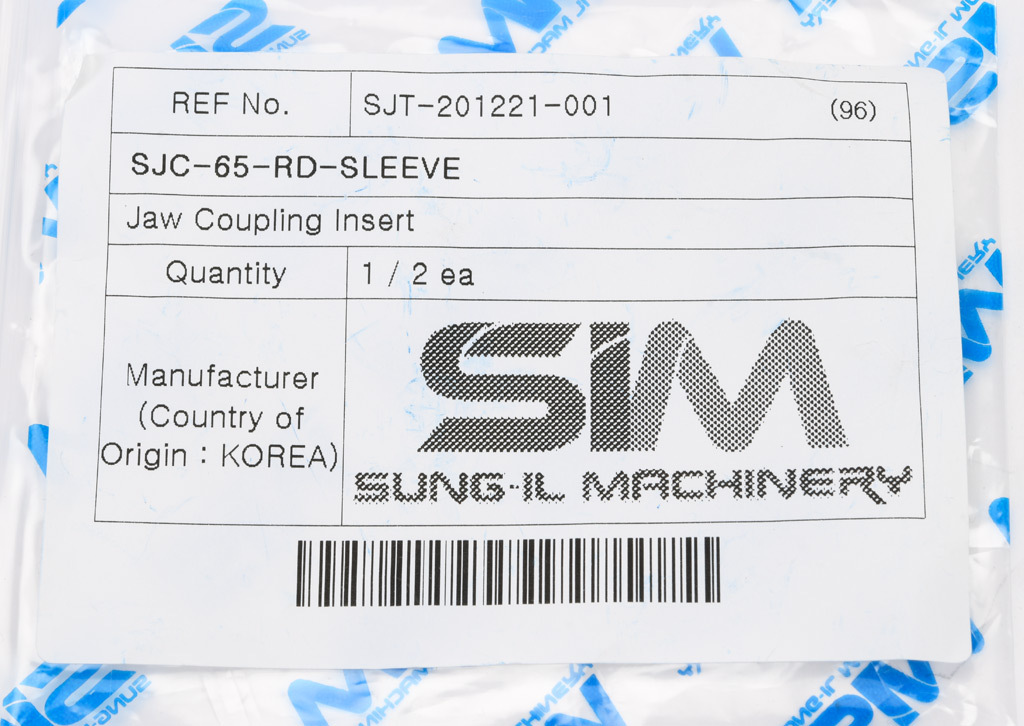 REF No. SJT-201221-001 (96)
SJC-65-RD-SLEEVE
Jaw Coupling Insert
Quantity 1 / 2 ea
Manufacturer
(Country of
Origin : KOREA)
SIM
SUNG-IL MACHINERY